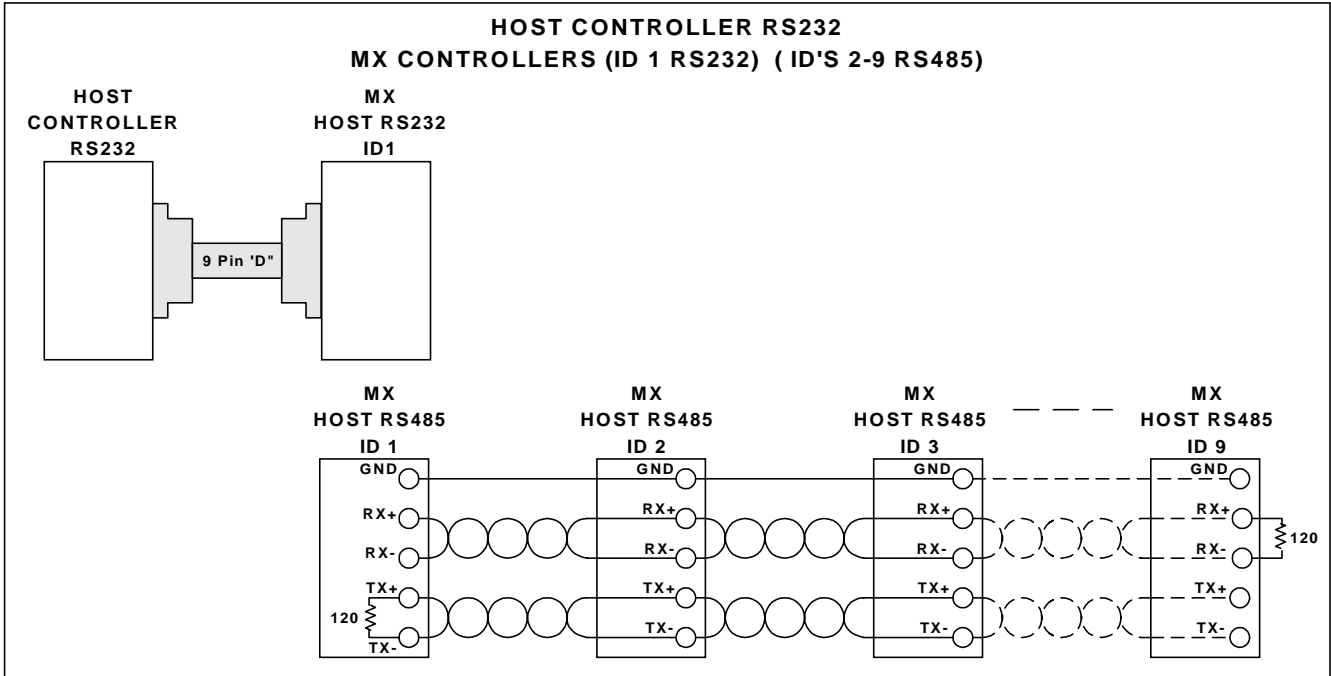 HOST CONTROLLER RS232
MX CONTROLLERS (ID 1 RS232) ( ID'S 2-9 RS485)
HOST
CONTROLLER
RS232
MX
HOST RS232
ID1
9 Pin 'D"
MX
HOST RS485
ID 1
GND
RX+
RX-
TX+
120
TX-
MX
HOST RS485
ID 2
GND
RX+
RX-
TX+
TX-
MX
HOST RS485
ID 3
GND
RX+
RX-
TX+
TX-
MX
HOST RS485
ID 9
GND
RX+
RX-
120
TX+
TX-